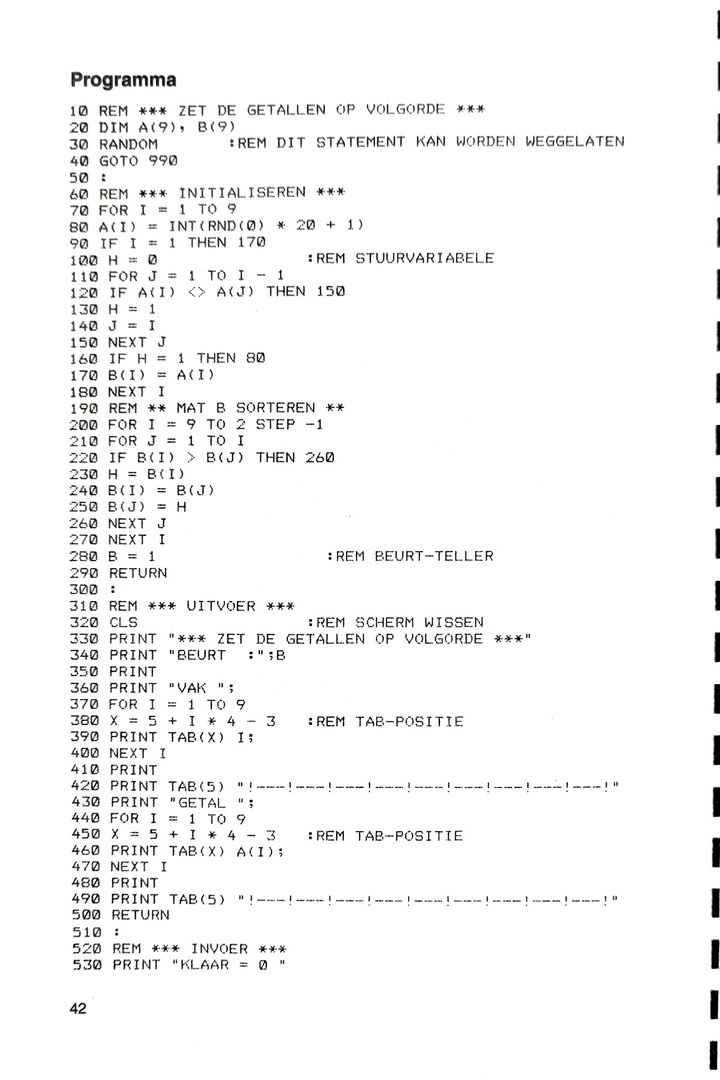 Programma
10 REM *** ZET DE GETALLEN OP VOLGORDE ***
20 DIM A(9), B(9)
30 RANDOM         :REM DIT STATEMENT KAN WORDEN WEGGELATEN
40 GOTO 990
50 :
60 REM *** INITIALISEREN ***
70 FOR I = 1 TO 9
80 A(I) = INT(RND(0) * 20 + 1)
90 IF I = 1 THEN 170
100 H = 0                 :REM STUURVARIABELE
110 FOR J = 1 TO I - 1
120 IF A(I) <> A(J) THEN 150
130 H = 1
140 J = I
150 NEXT J
160 IF H = 1 THEN 80
170 B(I) = A(I)
180 NEXT I
190 REM ** MAT B SORTEREN **
200 FOR I = 9 TO 2 STEP -1
210 FOR J = 1 TO I
220 IF B(I) > B(J) THEN 260
230 H = B(I)
240 B(I) = B(J)
250 B(J) = H
260 NEXT J
270 NEXT I
280 B = 1                   :REM BEURT-TELLER
290 RETURN
300 :
310 REM *** UITVOER ***
320 CLS                   :REM SCHERM WISSEN
330 PRINT "*** ZET DE GETALLEN OP VOLGORDE ***"
340 PRINT "BEURT  :";B
350 PRINT
360 PRINT "VAK ";
370 FOR I = 1 TO 9
380 X = 5 + I * 4 - 3    :REM TAB-POSITIE
390 PRINT TAB(X) I;
400 NEXT I
410 PRINT
420 PRINT TAB(5) "!---!---!---!---!---!---!---!---!---!"
430 PRINT "GETAL ";
440 FOR I = 1 TO 9
450 X = 5 + I * 4 - 3    :REM TAB-POSITIE
460 PRINT TAB(X) A(I);
470 NEXT I
480 PRINT
490 PRINT TAB(5) "!---!---!---!---!---!---!---!---!---!"
500 RETURN
510 :
520 REM *** INVOER ***
530 PRINT "KLAAR = 0 "
42